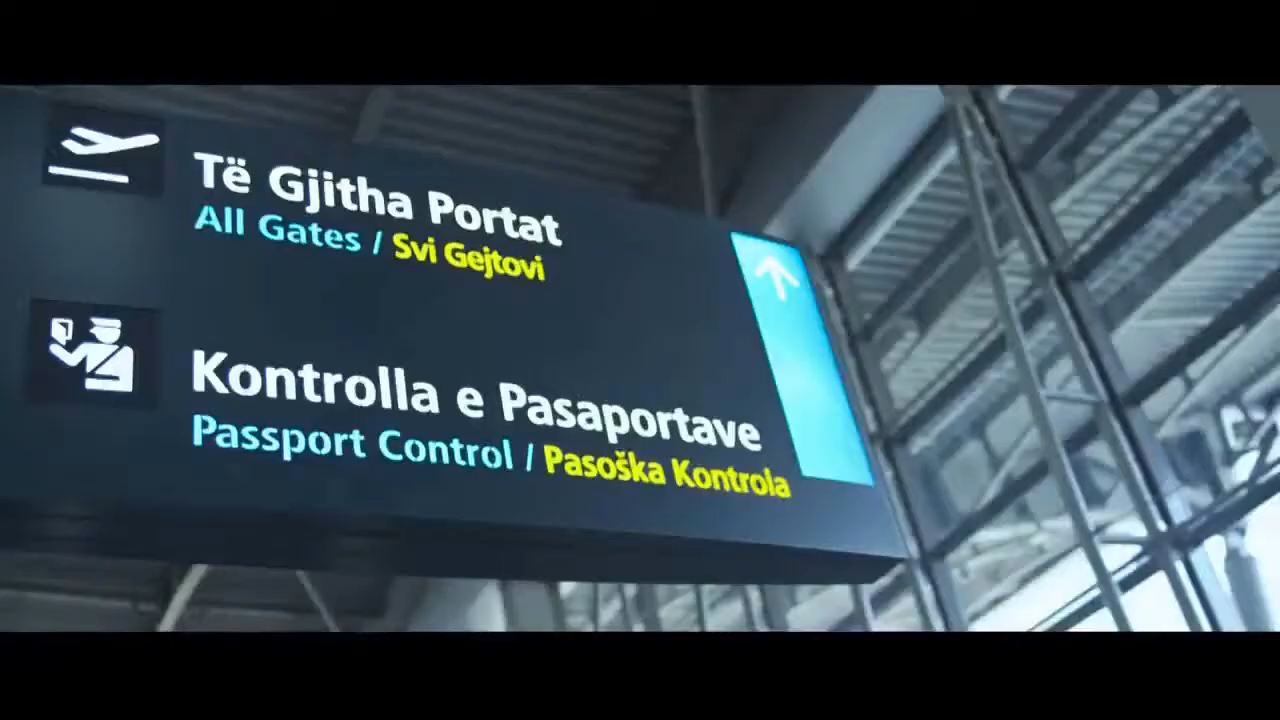 Të Gjitha Portat
All Gates / Svi Gejtovi
Kontrolla e Pasaportave
Passport Control / Pasoška Kontrola